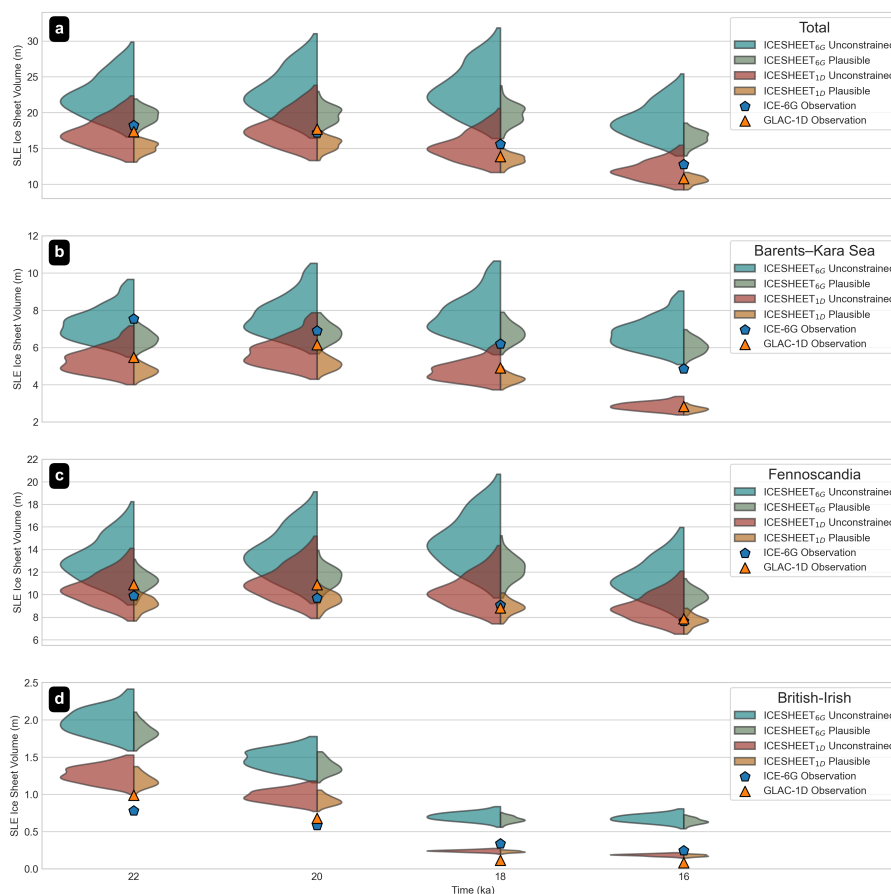 a
Total
ICESHEET6G Unconstrained
ICESHEET6G Plausible
ICESHEET1D Unconstrained
ICESHEET1D Plausible
ICE-6G Observation
GLAC-1D Observation
SLE Ice Sheet Volume (m)
30
25
20
15
10
b
Barents–Kara Sea
ICESHEET6G Unconstrained
ICESHEET6G Plausible
ICESHEET1D Unconstrained
ICESHEET1D Plausible
ICE-6G Observation
GLAC-1D Observation
SLE Ice Sheet Volume (m)
12
10
8
6
4
2
c
Fennoscandia
ICESHEET6G Unconstrained
ICESHEET6G Plausible
ICESHEET1D Unconstrained
ICESHEET1D Plausible
ICE-6G Observation
GLAC-1D Observation
SLE Ice Sheet Volume (m)
22
20
18
16
14
12
10
8
6
d
British-Irish
ICESHEET6G Unconstrained
ICESHEET6G Plausible
ICESHEET1D Unconstrained
ICESHEET1D Plausible
ICE-6G Observation
GLAC-1D Observation
SLE Ice Sheet Volume (m)
2.5
2.0
1.5
1.0
0.5
0.0
22 20 18 16
Time (ka)